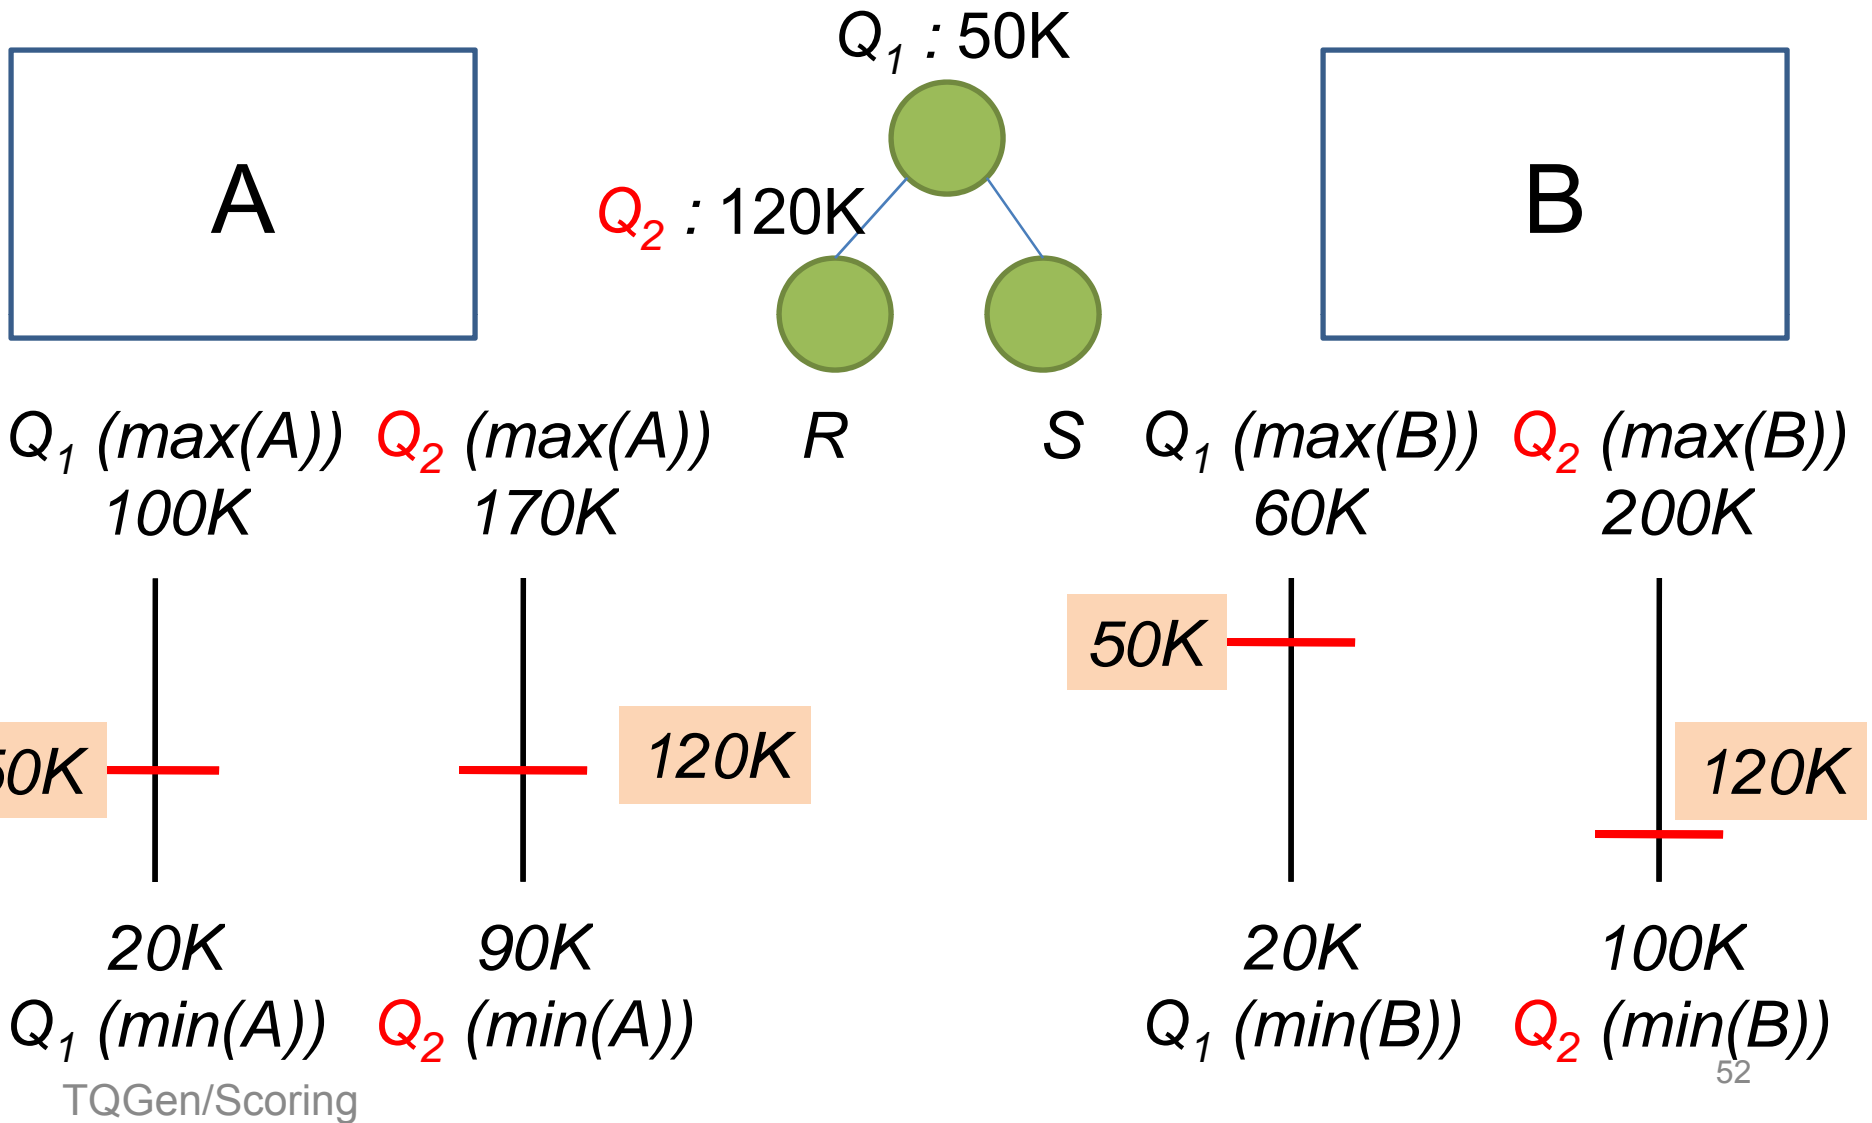 Q1 : 50K
A
B
Q2 : 120K
Q1 (max(A)) Q2 (max(A)) R S Q1 (max(B)) Q2 (max(B))
100K 170K 60K 200K
50K
120K
0K
120K
20K 90K 20K 100K
Q1 (min(A)) Q2 (min(A)) Q1 (min(B)) Q2 (min(B))
52
TQGen/Scoring